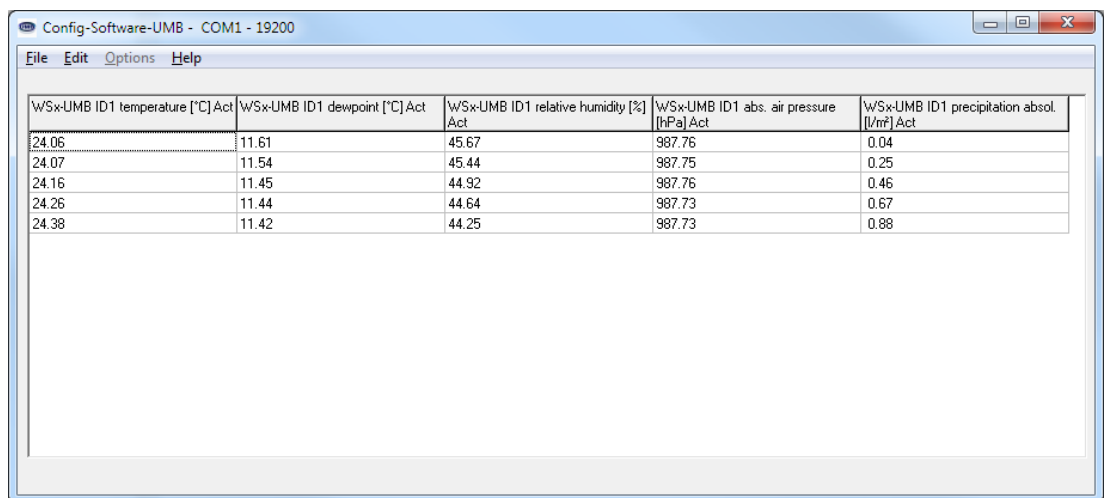 Config-Software-UMB - COM1 - 19200
File Edit Options Help
WSx-UMB ID1 temperature [°C] Act WSx-UMB ID1 dewpoint [°C] Act WSx-UMB ID1 relative humidity [%] Act WSx-UMB ID1 abs. air pressure [hPa] Act WSx-UMB ID1 precipitation absol. [l/m²] Act
24.06 11.61 45.67 987.76 0.04
24.07 11.54 45.44 987.75 0.25
24.16 11.45 44.92 987.76 0.46
24.26 11.44 44.64 987.73 0.67
24.38 11.42 44.25 987.73 0.88